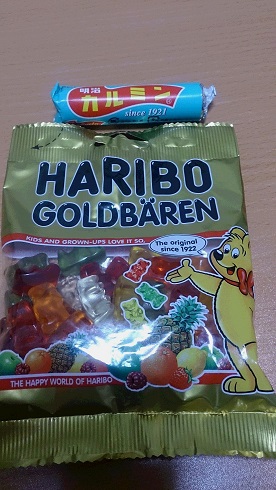 明治
カルミン
since 1921
HARIBO
GOLDBÄREN
KIDS AND GROWN-UPS LOVE IT SO,
The original
since 1922
THE HAPPY WORLD OF HARIBO